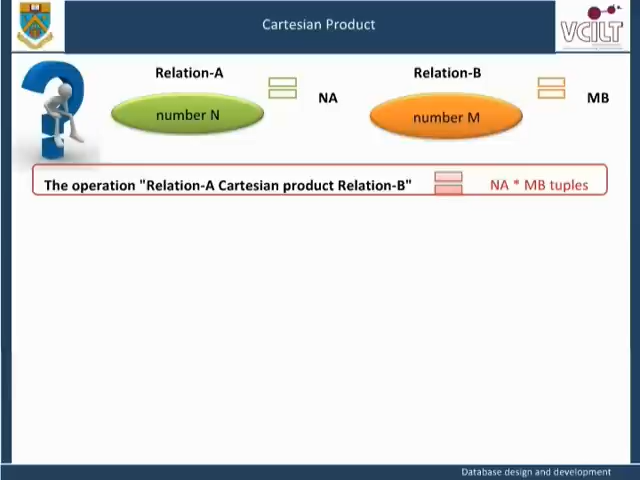 Cartesian Product
VCILT
Relation-A
Relation-B
number N
NA
number M
MB
The operation "Relation-A Cartesian product Relation-B"
NA * MB tuples
Database design and development